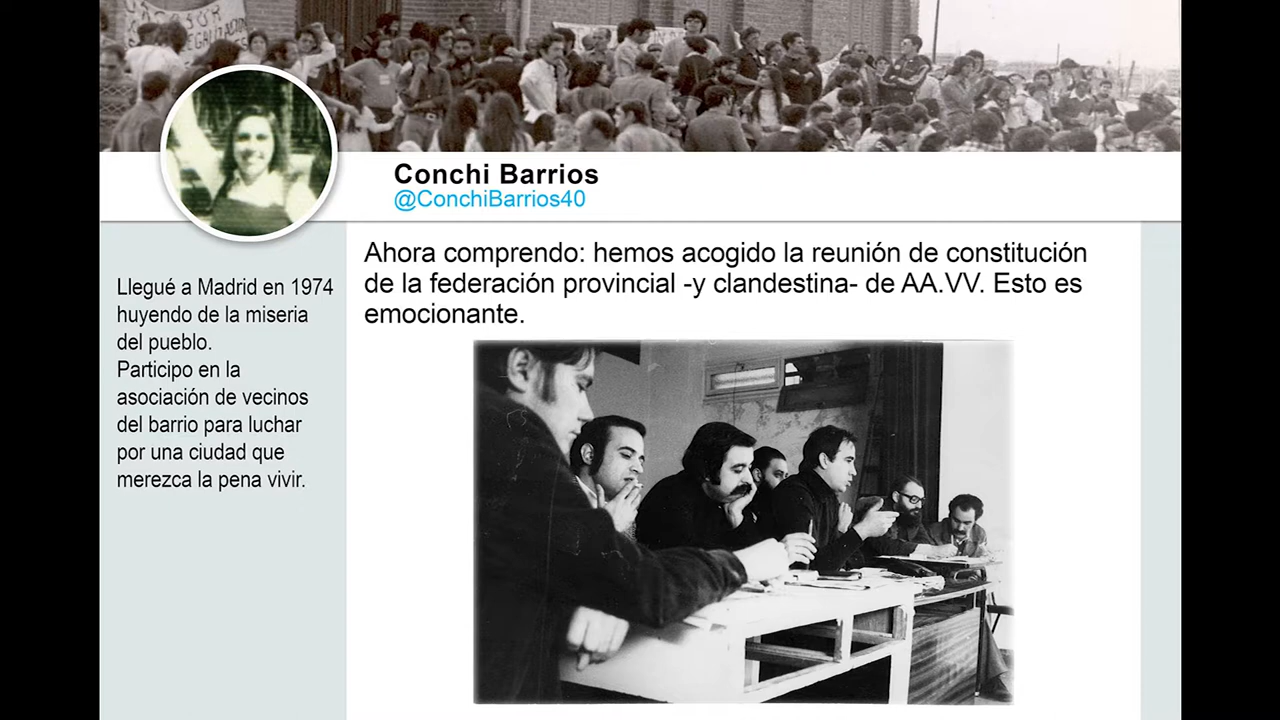 Conchi Barrios
@ConchiBarrios40
Ahora comprendo: hemos acogido la reunión de constitución
de la federación provincial -y clandestina- de AA.VV. Esto es
emocionante.
Llegué a Madrid en 1974
huyendo de la miseria
del pueblo.
Participo en la
asociación de vecinos
del barrio para luchar
por una ciudad que
merezca la pena vivir.